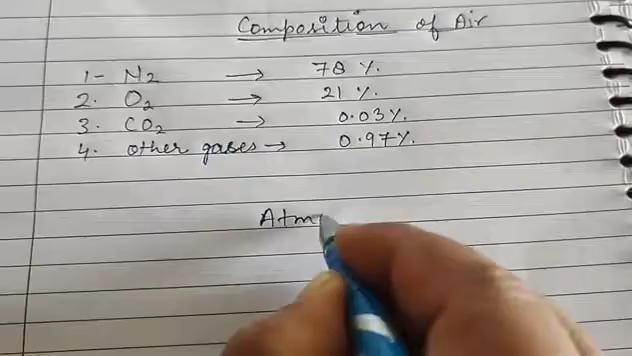 Composition of Air
1- N2 → 78 %.
2. O2 → 21 %.
3. CO2 → 0.03%.
4. other gases → 0.97%.
Atm